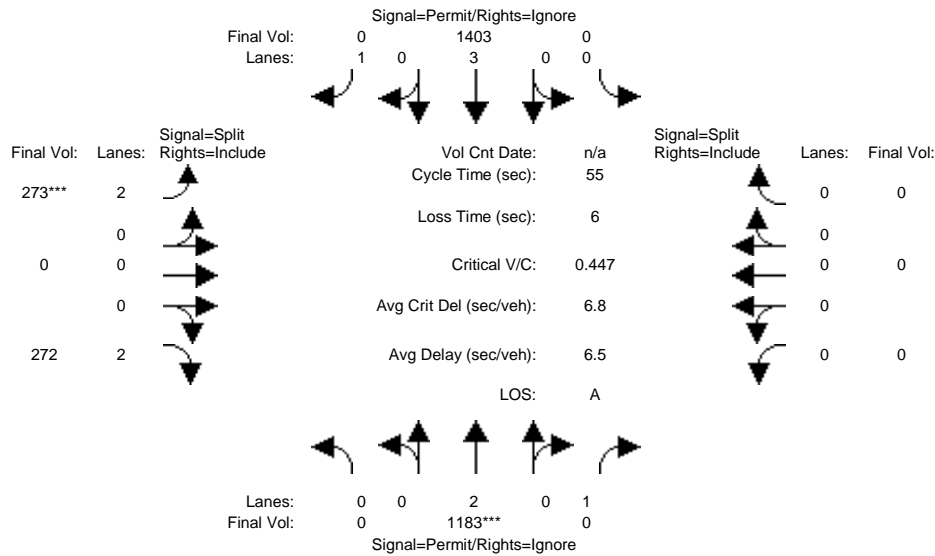 Signal=Permit/Rights=Ignore
Final Vol: 0 1403 0
Lanes: 1 0 3 0 0
Signal=Split Signal=Split
Final Vol: Lanes: Rights=Include Vol Cnt Date: n/a Rights=Include Lanes: Final Vol:
Cycle Time (sec): 55
273*** 2 0 0
Loss Time (sec): 6
0 0
0 0 Critical V/C: 0.447 0 0
0 Avg Crit Del (sec/veh): 6.8 0
272 2 Avg Delay (sec/veh): 6.5 0 0
LOS: A
Lanes: 0 0 2 0 1
Final Vol: 0 1183*** 0
Signal=Permit/Rights=Ignore